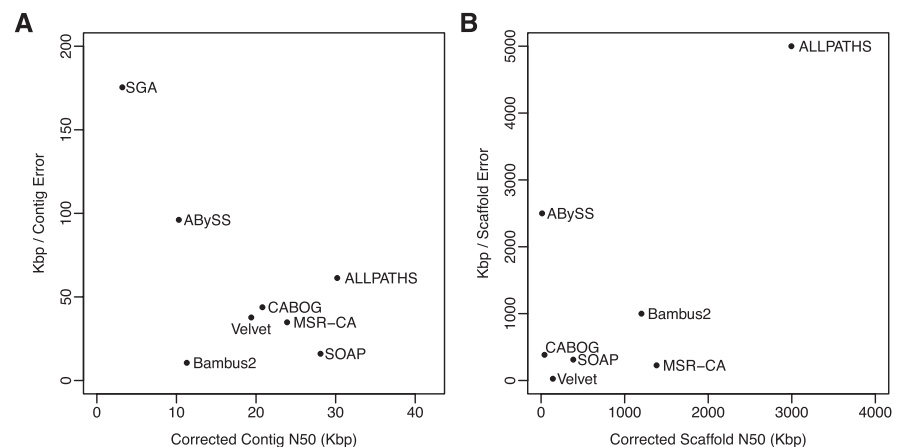 A
B
200
150
100
50
0
Kbp / Contig Error
SGA
ABySS
ALLPATHS
CABOG
Velvet
MSR−CA
SOAP
Bambus2
0 10 20 30 40
Corrected Contig N50 (Kbp)
5000
4000
3000
2000
1000
0
Kbp / Scaffold Error
ALLPATHS
ABySS
Bambus2
CABOG
SOAP
MSR−CA
Velvet
0 1000 2000 3000 4000
Corrected Scaffold N50 (Kbp)